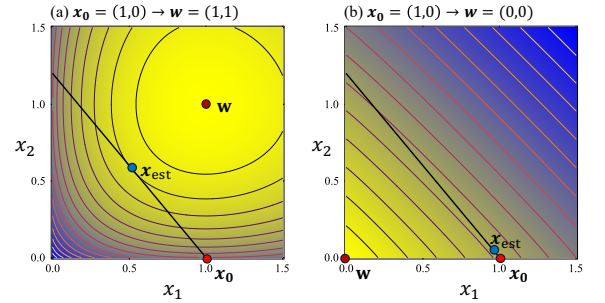 (a) x₀ = (1,0) → w = (1,1)
1.5
1.0
x₂
0.5
0.0
w
x_est
x₀
0.0 0.5 1.0 1.5
x₁
(b) x₀ = (1,0) → w = (0,0)
1.5
1.0
x₂
0.5
0.0
x_est
w
x₀
0.0 0.5 1.0 1.5
x₁